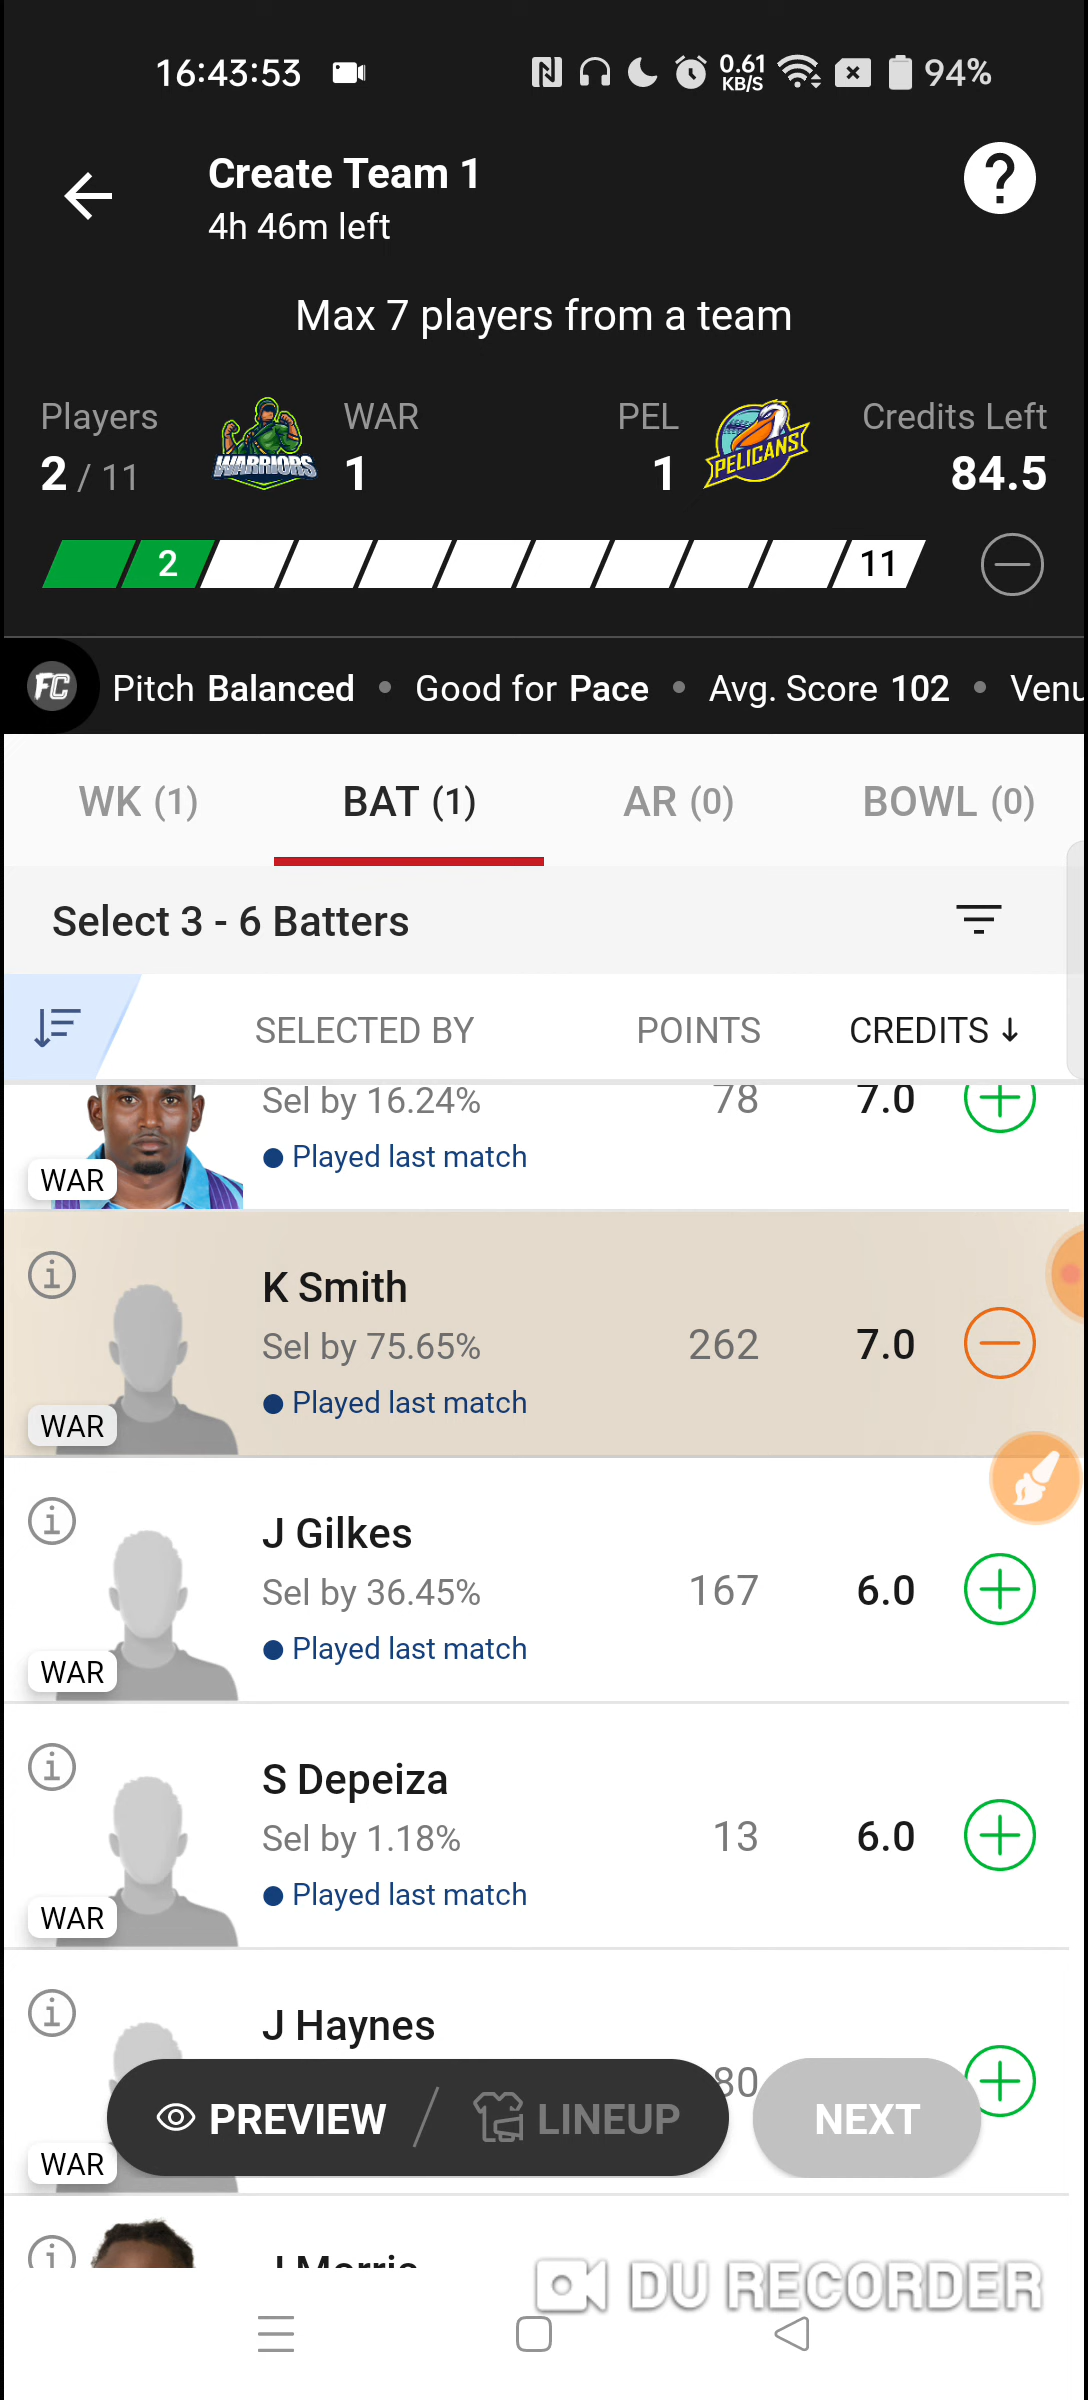 16:43:53
0.61 KB/S
94%
Create Team 1
4h 46m left
Max 7 players from a team
Players WAR PEL Credits Left
WARRIORS
PELICANS
2 / 11 1 1 84.5
2 11
FC Pitch Balanced • Good for Pace • Avg. Score 102 • Venu
WK (1) BAT (1) AR (0) BOWL (0)
Select 3 - 6 Batters
SELECTED BY POINTS CREDITS ↓
Sel by 16.24% 78 7.0
Played last match
WAR
K Smith
Sel by 75.65% 262 7.0
Played last match
WAR
J Gilkes
Sel by 36.45% 167 6.0
Played last match
WAR
S Depeiza
Sel by 1.18% 13 6.0
Played last match
WAR
J Haynes
80
PREVIEW / LINEUP NEXT
WAR
DU RECORDER